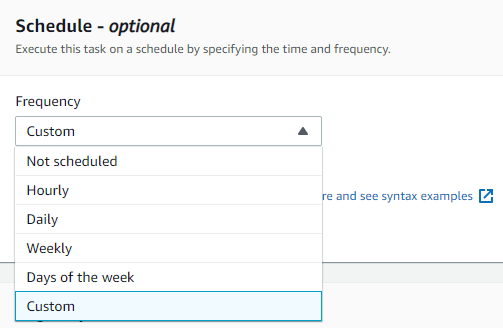 Schedule - optional
Execute this task on a schedule by specifying the time and frequency.
Frequency
Custom
Not scheduled
Hourly
re and see syntax examples
Daily
Weekly
Days of the week
Custom